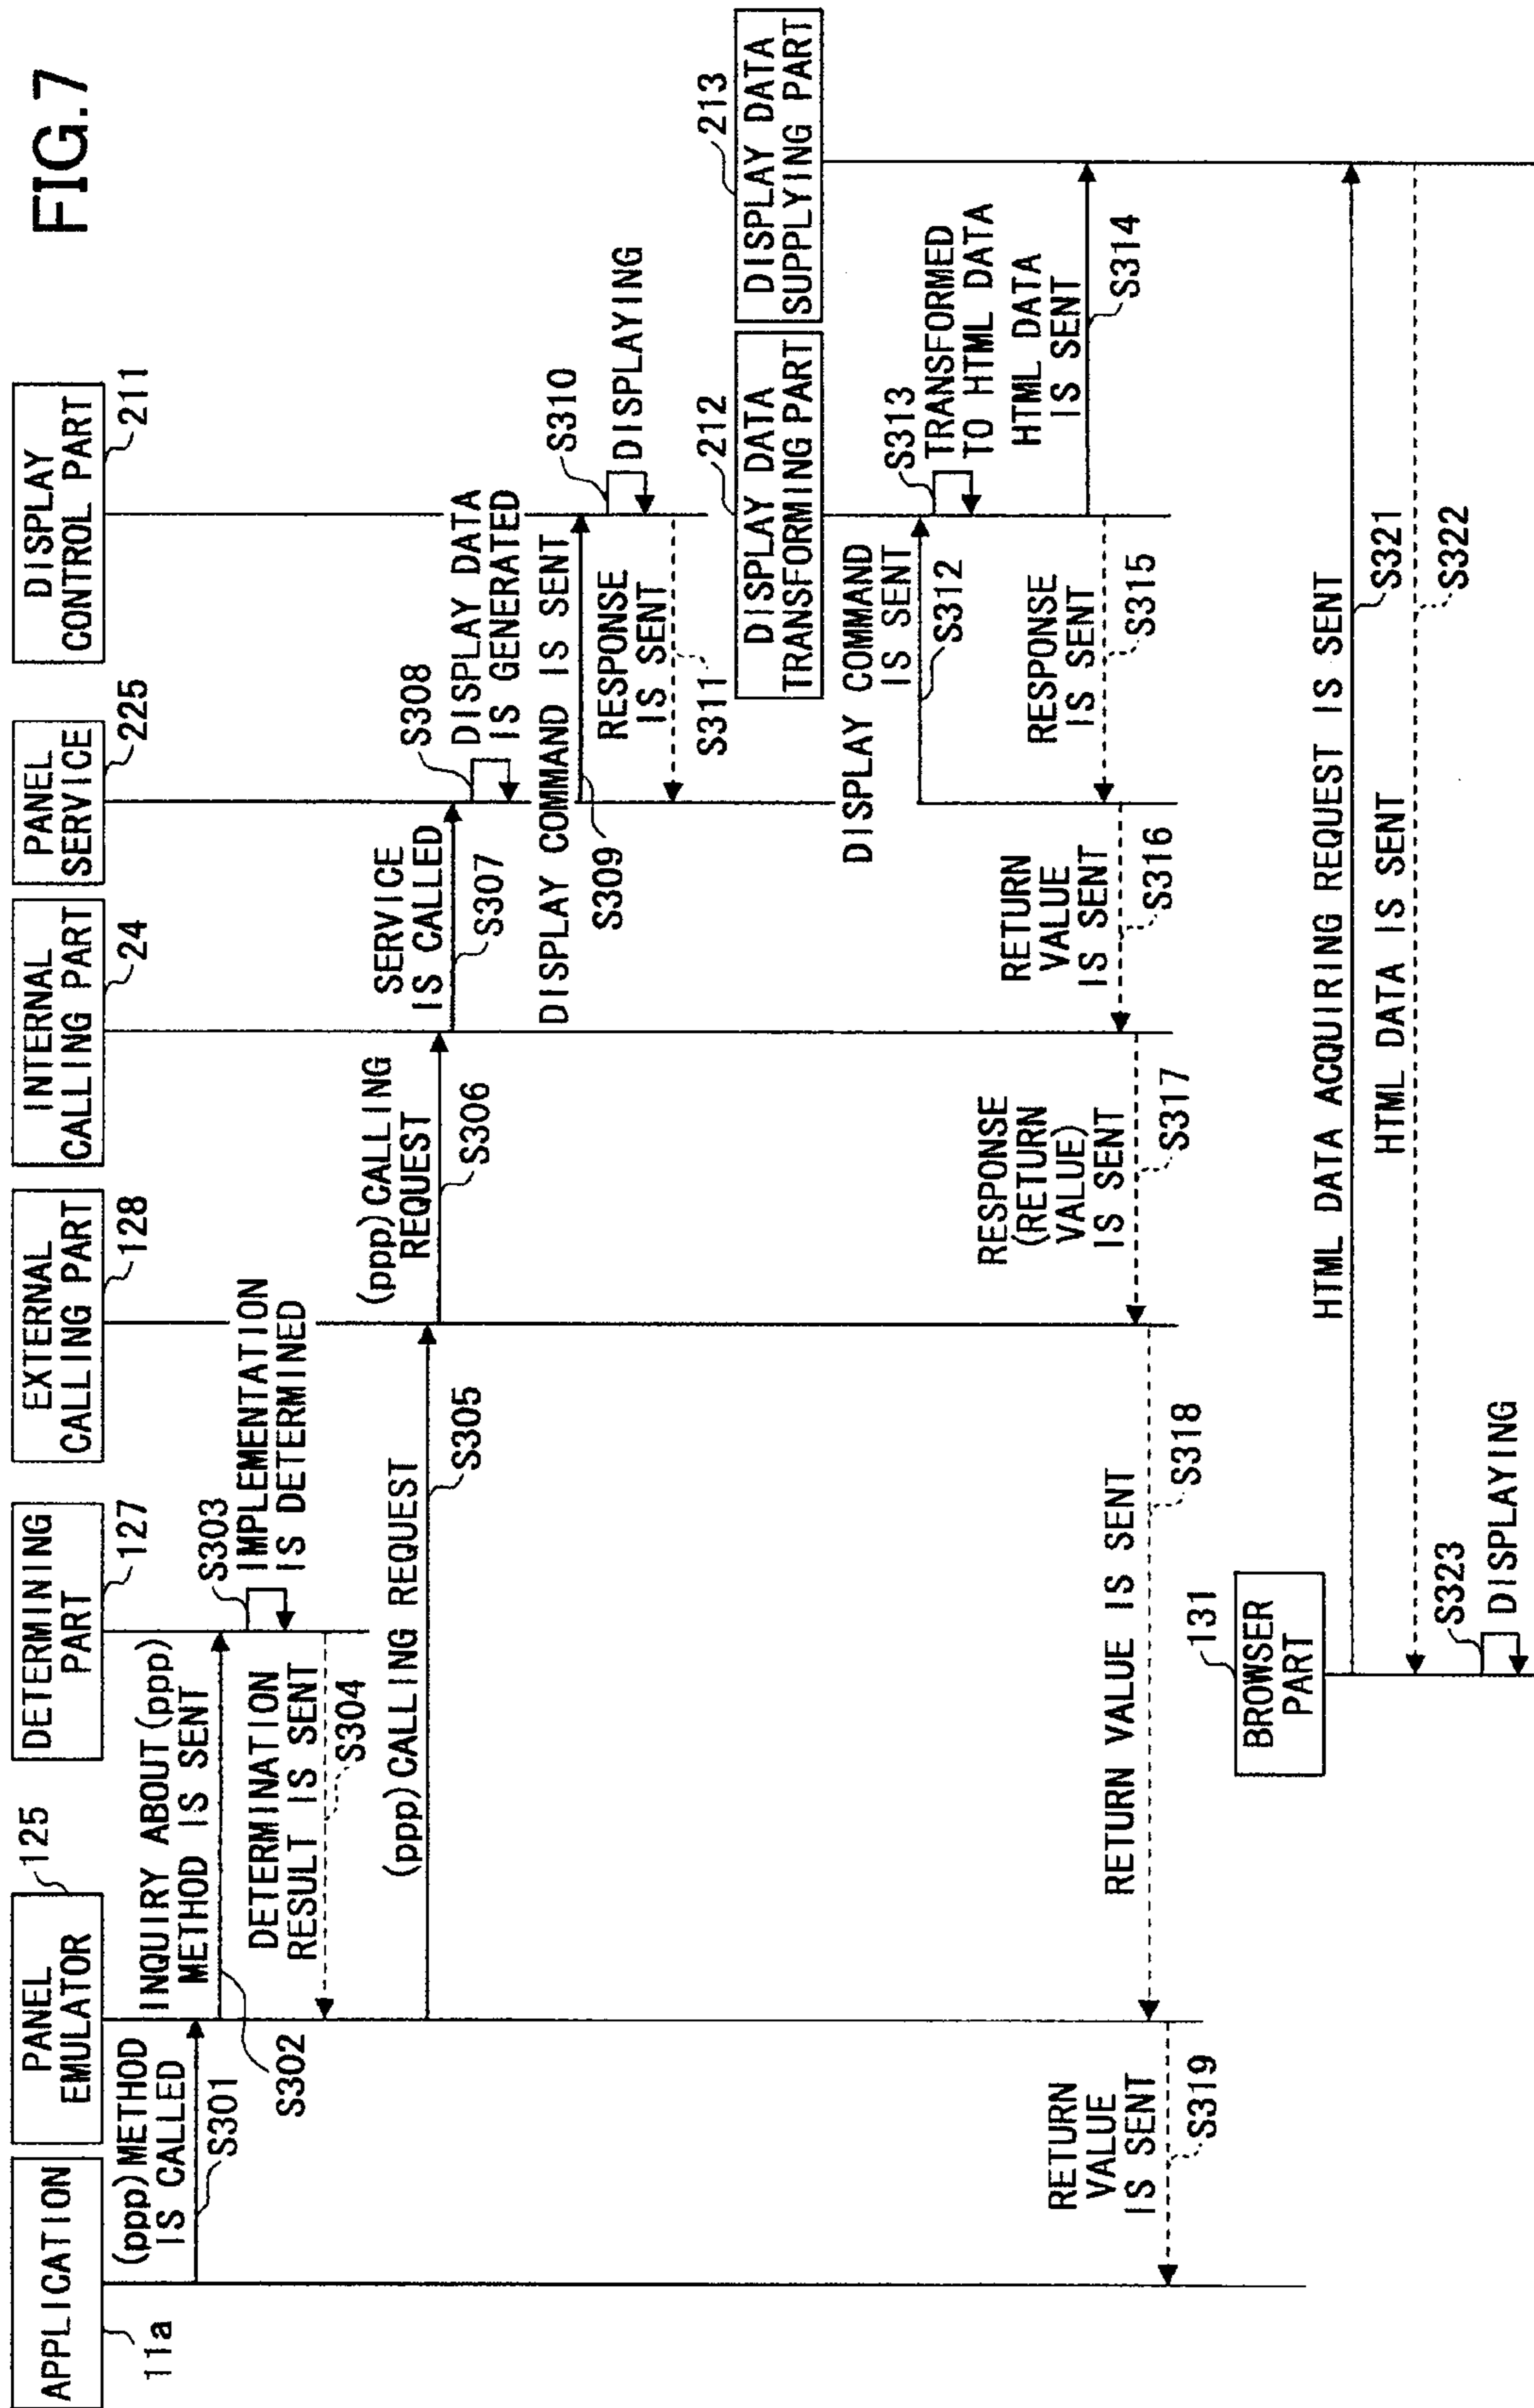 FIG.7
APPLICATION
11a
PANEL
EMULATOR
125
DETERMINING
PART
127
EXTERNAL
CALLING PART
128
INTERNAL
CALLING PART
24
PANEL
SERVICE
225
DISPLAY
CONTROL PART
211
(ppp)METHOD
IS CALLED
S301
INQUIRY ABOUT(ppp)
METHOD IS SENT
S302
S303
IMPLEMENTATION
IS DETERMINED
DETERMINATION
RESULT IS SENT
S304
(ppp)CALLING REQUEST
S305
(ppp)CALLING
REQUEST
S306
SERVICE
IS CALLED
S307
S308
DISPLAY DATA
IS GENERATED
DISPLAY COMMAND IS SENT
S309
S310
DISPLAYING
RESPONSE
IS SENT
S311
DISPLAY DATA
TRANSFORMING PART
212
DISPLAY DATA
SUPPLYING PART
213
DISPLAY COMMAND
IS SENT
S312
S313
TRANSFORMED
TO HTML DATA
HTML DATA
IS SENT
S314
RESPONSE
IS SENT
S315
RETURN
VALUE
IS SENT
S316
RESPONSE
(RETURN
VALUE)
IS SENT
S317
RETURN VALUE IS SENT
S318
RETURN
VALUE
IS SENT
S319
BROWSER
PART
131
HTML DATA ACQUIRING REQUEST IS SENT
S321
HTML DATA IS SENT
S322
S323
DISPLAYING